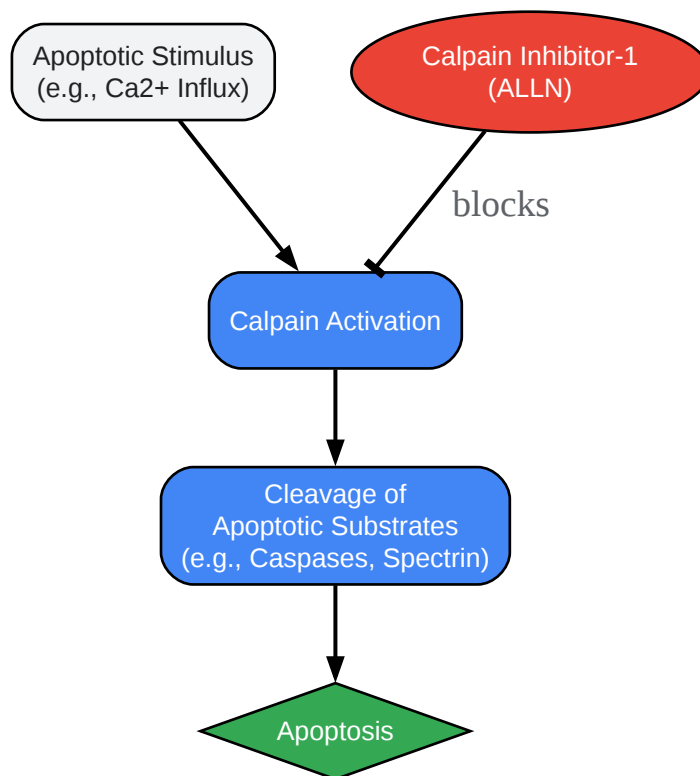 Apoptotic Stimulus
(e.g., Ca2+ Influx)
Calpain Inhibitor-1
(ALLN)
blocks
Calpain Activation
Cleavage of
Apoptotic Substrates
(e.g., Caspases, Spectrin)
Apoptosis